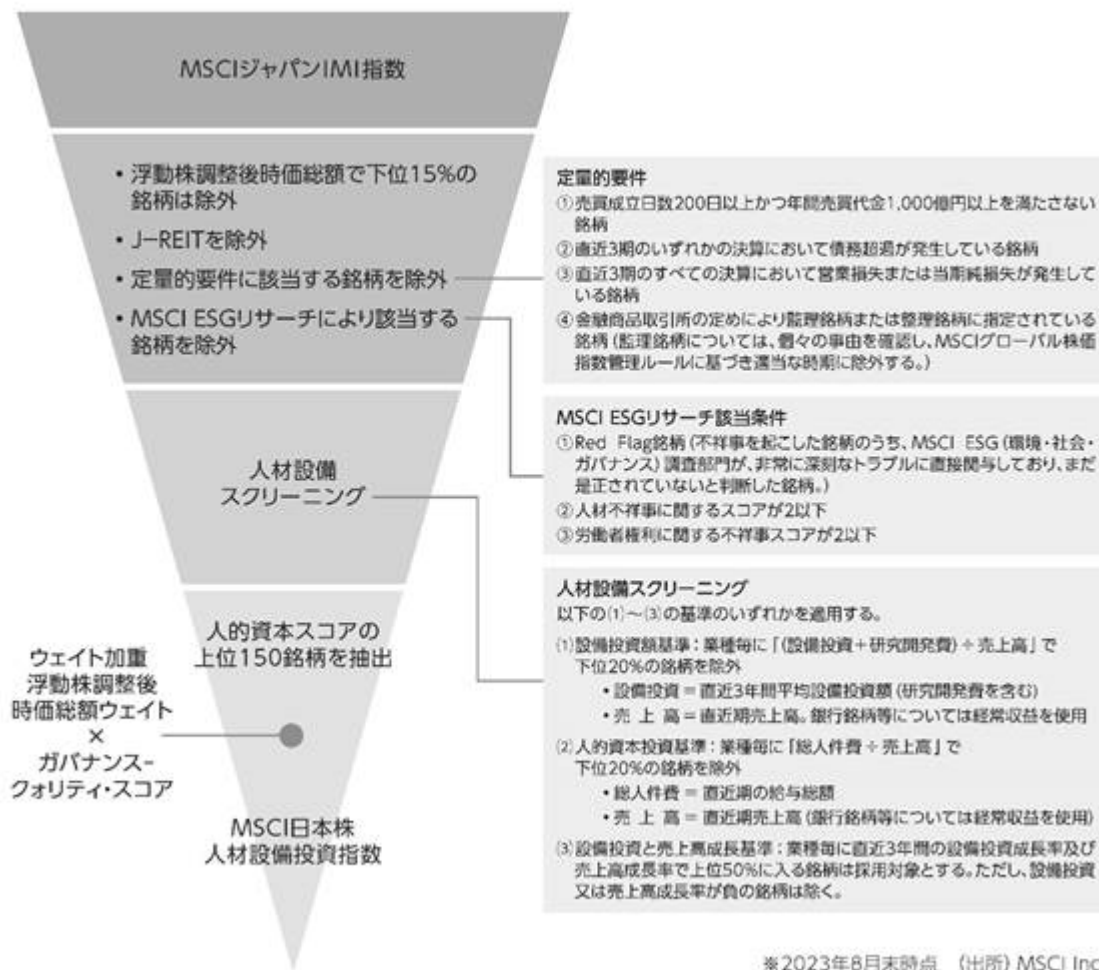 MSCIジャパンIMI指数
・浮動株調整後時価総額で下位15%の
銘柄は除外
・J-REITを除外
・定量的要件に該当する銘柄を除外
・MSCI ESGリサーチにより該当する
銘柄を除外
定量的要件
①売買成立日数200日以上かつ年間売買代金1,000億円以上を満たさない
銘柄
②直近3期のいずれかの決算において債務超過が発生している銘柄
③直近3期のすべての決算において営業損失または当期純損失が発生して
いる銘柄
④金融商品取引所の定めにより監理銘柄または整理銘柄に指定されている
銘柄(監理銘柄については、個々の事由を確認し、MSCIグローバル株価
指数管理ルールに基づき適当な時期に除外する。)
MSCI ESGリサーチ該当条件
①Red Flag銘柄(不祥事を起こした銘柄のうち、MSCI ESG(環境・社会・
ガバナンス)調査部門が、非常に深刻なトラブルに直接関与しており、まだ
是正されていないと判断した銘柄。)
②人材不祥事に関するスコアが2以下
③労働者権利に関する不祥事スコアが2以下
人材設備
スクリーニング
人材設備スクリーニング
以下の(1)～(3)の基準のいずれかを適用する。
(1)設備投資額基準：業種毎に「(設備投資+研究開発費)÷売上高」で
下位20%の銘柄を除外
・設備投資=直近3年間平均設備投資額(研究開発費を含む)
・売 上 高=直近期売上高。銀行銘柄等については経常収益を使用
(2)人的資本投資基準：業種毎に「総人件費÷売上高」で
下位20%の銘柄を除外
・総人件費=直近期の給与総額
・売 上 高=直近期売上高(銀行銘柄等については経常収益を使用)
(3)設備投資と売上高成長基準：業種毎に直近3年間の設備投資成長率及び
売上高成長率で上位50%に入る銘柄は採用対象とする。ただし、設備投資
又は売上高成長率が負の銘柄は除く。
人的資本スコアの
上位150銘柄を抽出
ウェイト加重
浮動株調整後
時価総額ウェイト
×
ガバナンス-
クォリティ・スコア
MSCI日本株
人材設備投資指数
※2023年8月末時点 (出所) MSCI Inc